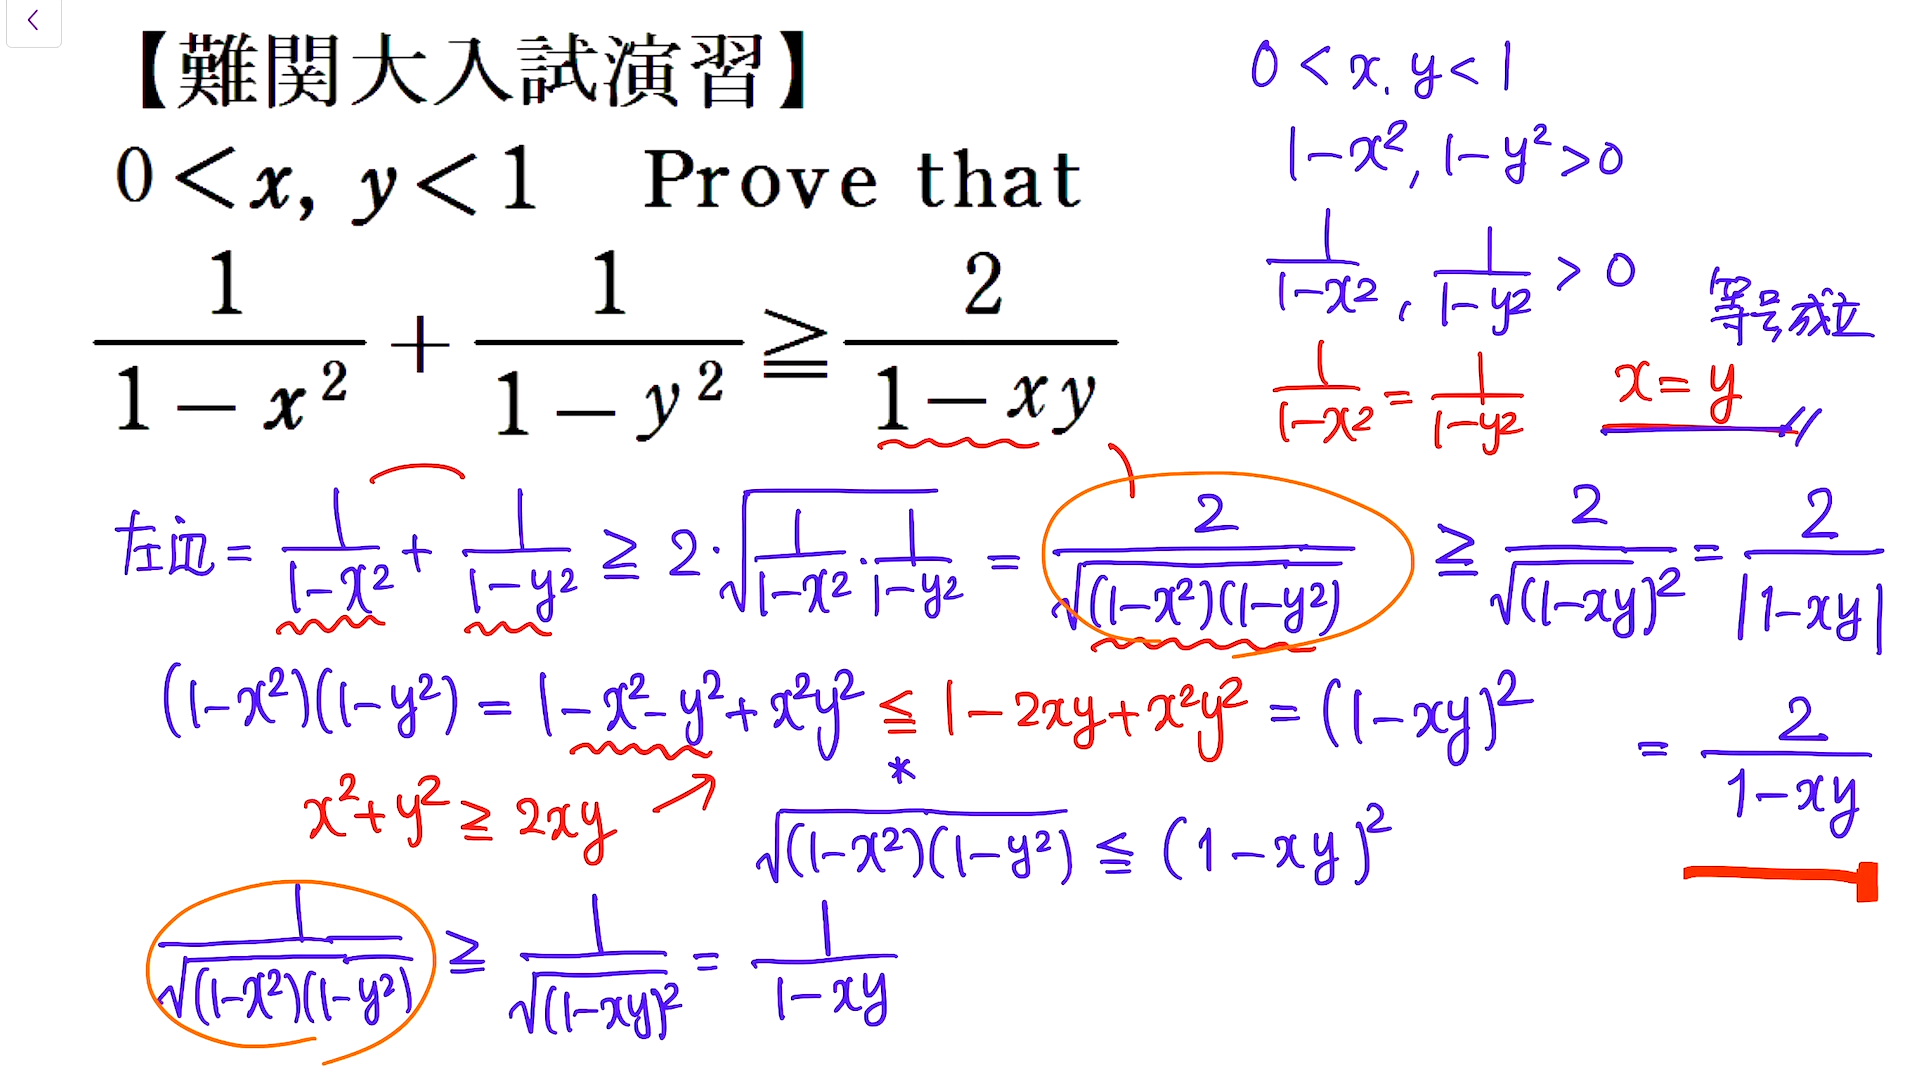 【難関大入試演習】
0<x, y<1 Prove that
1/(1−x²) + 1/(1−y²) ≧ 2/(1−xy)
0 < x, y < 1
1−x², 1−y² > 0
1/(1−x²), 1/(1−y²) > 0
等号成立
1/(1−x²) = 1/(1−y²) x = y
左辺 = 1/(1−x²) + 1/(1−y²) ≧ 2·√(1/(1−x²)·1/(1−y²)) = 2/√((1−x²)(1−y²)) ≧ 2/√((1−xy)²) = 2/|1−xy|
(1−x²)(1−y²) = 1−x²−y²+x²y² ≦ 1−2xy+x²y² = (1−xy)²
= 2/(1−xy)
*
x²+y² ≧ 2xy ↗
√((1−x²)(1−y²)) ≦ (1−xy)²
1/√((1−x²)(1−y²)) ≧ 1/√((1−xy)²) = 1/(1−xy)